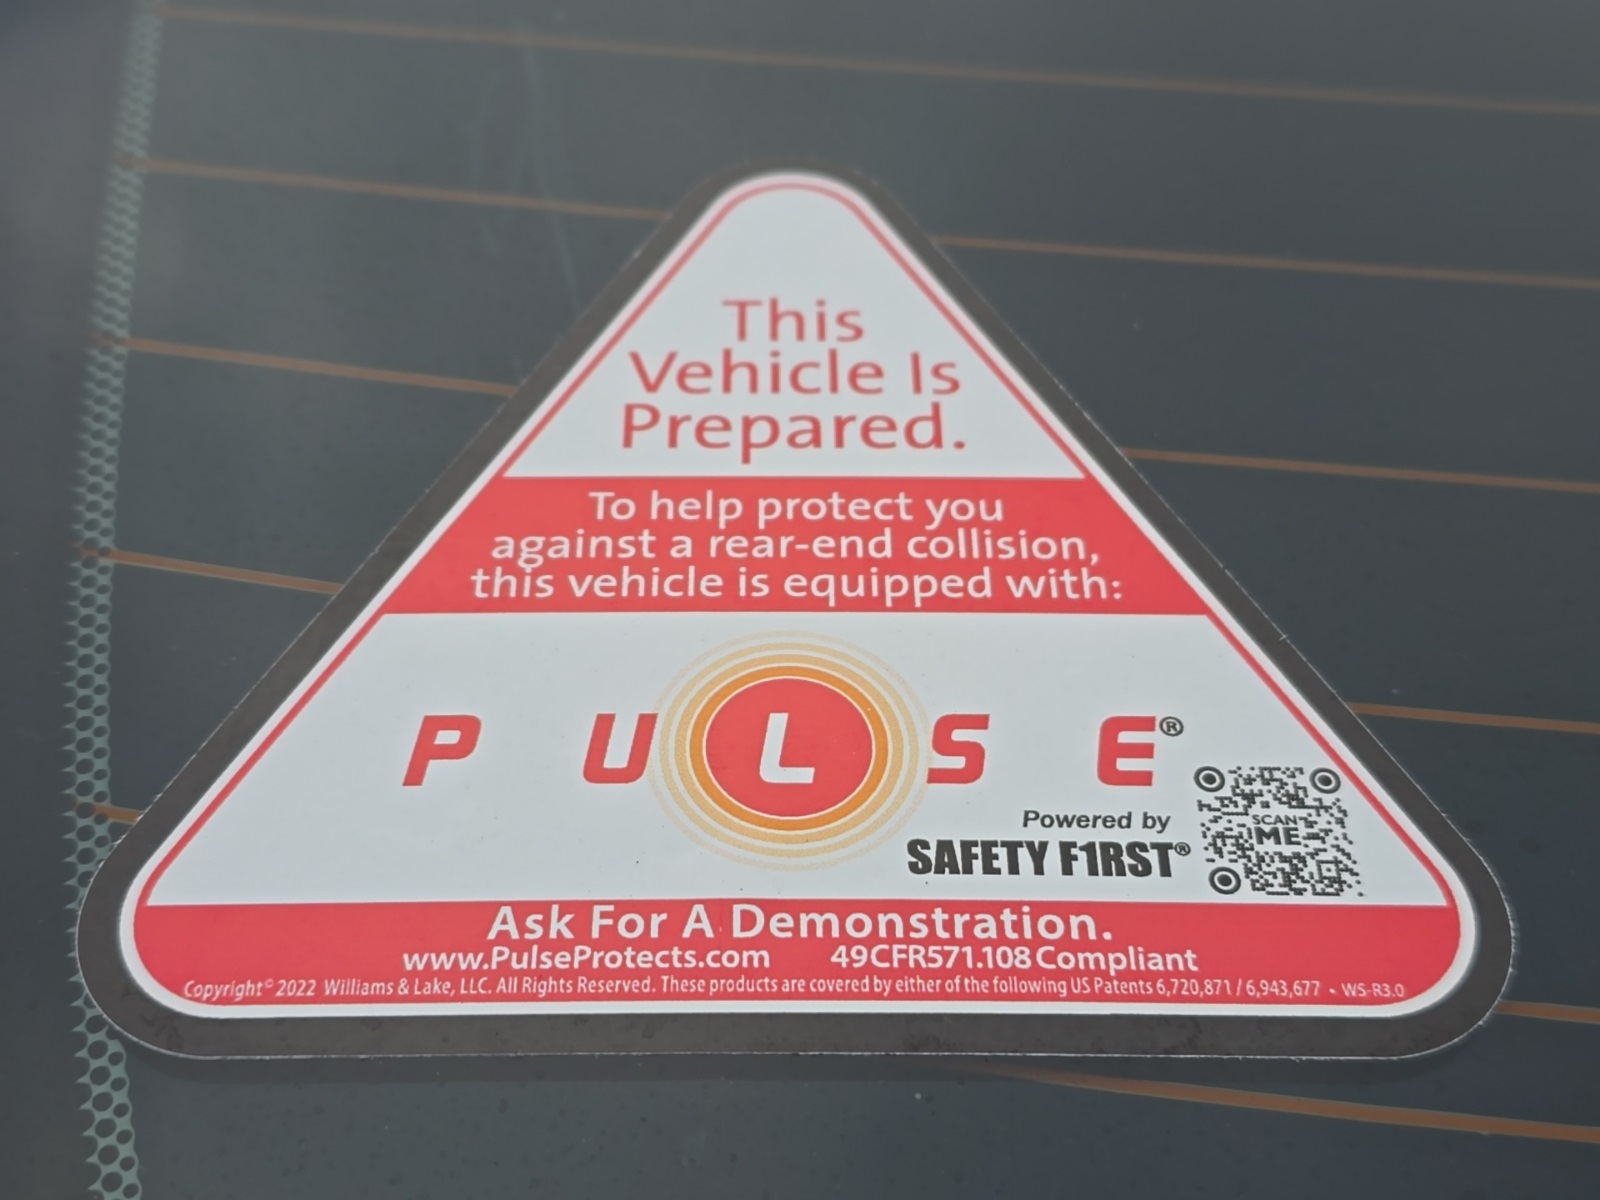 This
Vehicle Is
Prepared.
To help protect you
against a rear-end collision,
this vehicle is equipped with:
PULSE®
Powered by
SAFETY F1RST®
SCAN
ME
Ask For A Demonstration.
www.PulseProtects.com 49CFR571.108 Compliant
Copyright© 2022 Williams & Lake, LLC. All Rights Reserved. These products are covered by either of the following US Patents 6,720,871 / 6,943,677 • WS-R3.0